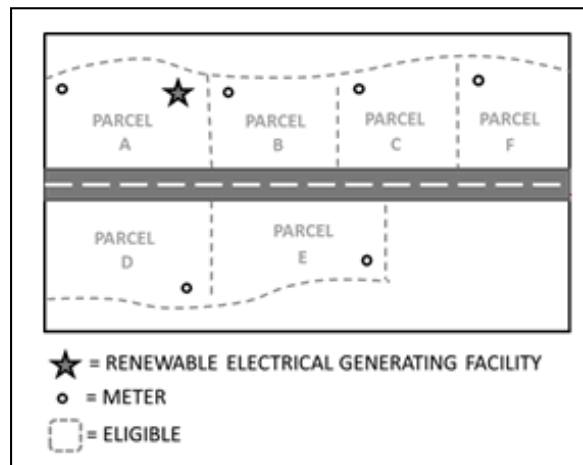 PARCEL
A
PARCEL
B
PARCEL
C
PARCEL
F
PARCEL
D
PARCEL
E
= RENEWABLE ELECTRICAL GENERATING FACILITY
= METER
= ELIGIBLE